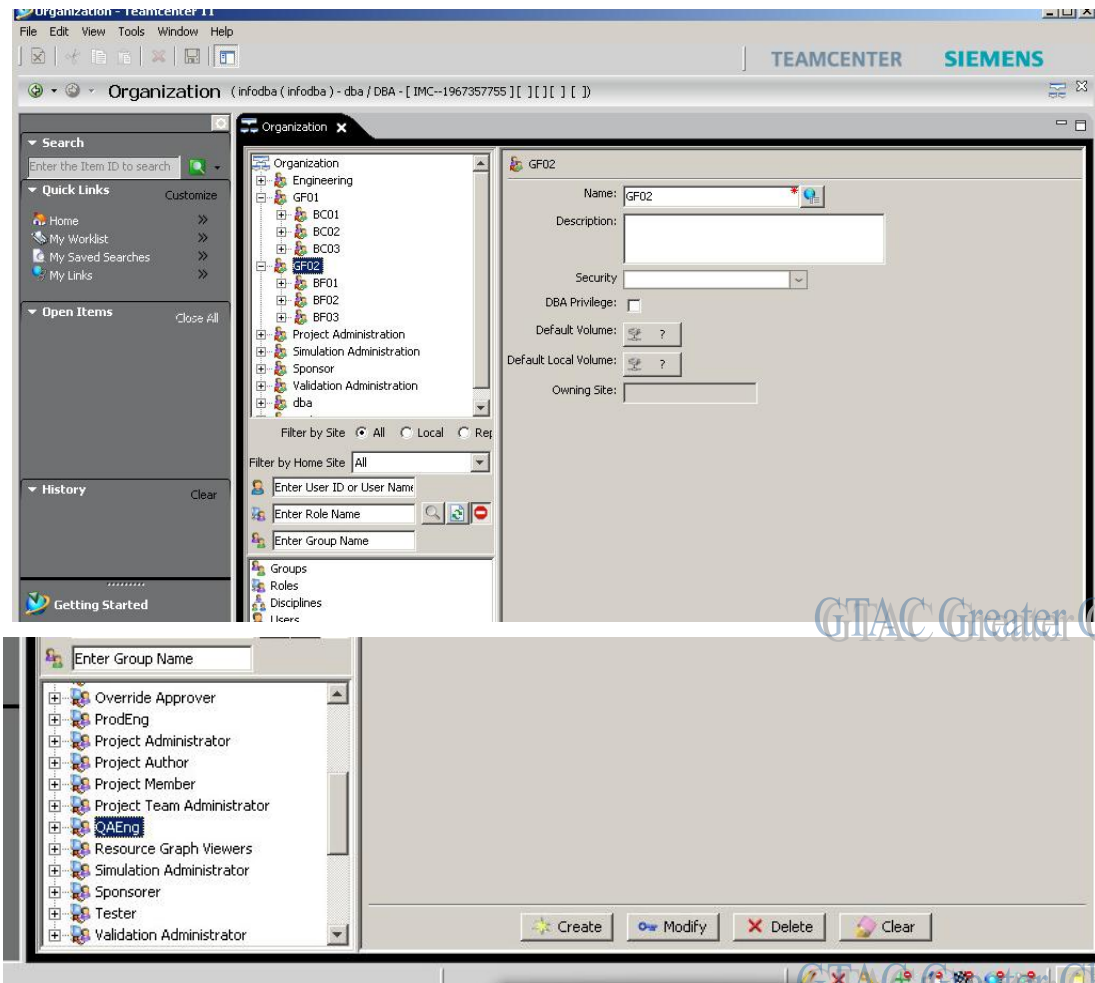 Organization - Teamcenter 11
File Edit View Tools Window Help
TEAMCENTER SIEMENS
Organization ( infodba ( infodba ) - dba / DBA - [ IMC--1967357755 ][ ][ ][ ] [ ])
Organization
Search
Enter the Item ID to search
Quick Links
Customize
Home
My Worklist
My Saved Searches
My Links
Open Items
Close All
History
Clear
Getting Started
Organization
Engineering
GF01
BC01
BC02
BC03
GF02
BF01
BF02
BF03
Project Administration
Simulation Administration
Sponsor
Validation Administration
dba
Filter by Site All Local Rep
Filter by Home Site All
Enter User ID or User Name
Enter Role Name
Enter Group Name
Groups
Roles
Disciplines
Users
GF02
Name: GF02 *
Description:
Security
DBA Privilege:
Default Volume: ?
Default Local Volume: ?
Owning Site:
GTAC Greater C
Enter Group Name
Override Approver
ProdEng
Project Administrator
Project Author
Project Member
Project Team Administrator
QAEng
Resource Graph Viewers
Simulation Administrator
Sponsorer
Tester
Validation Administrator
Create Modify Delete Clear